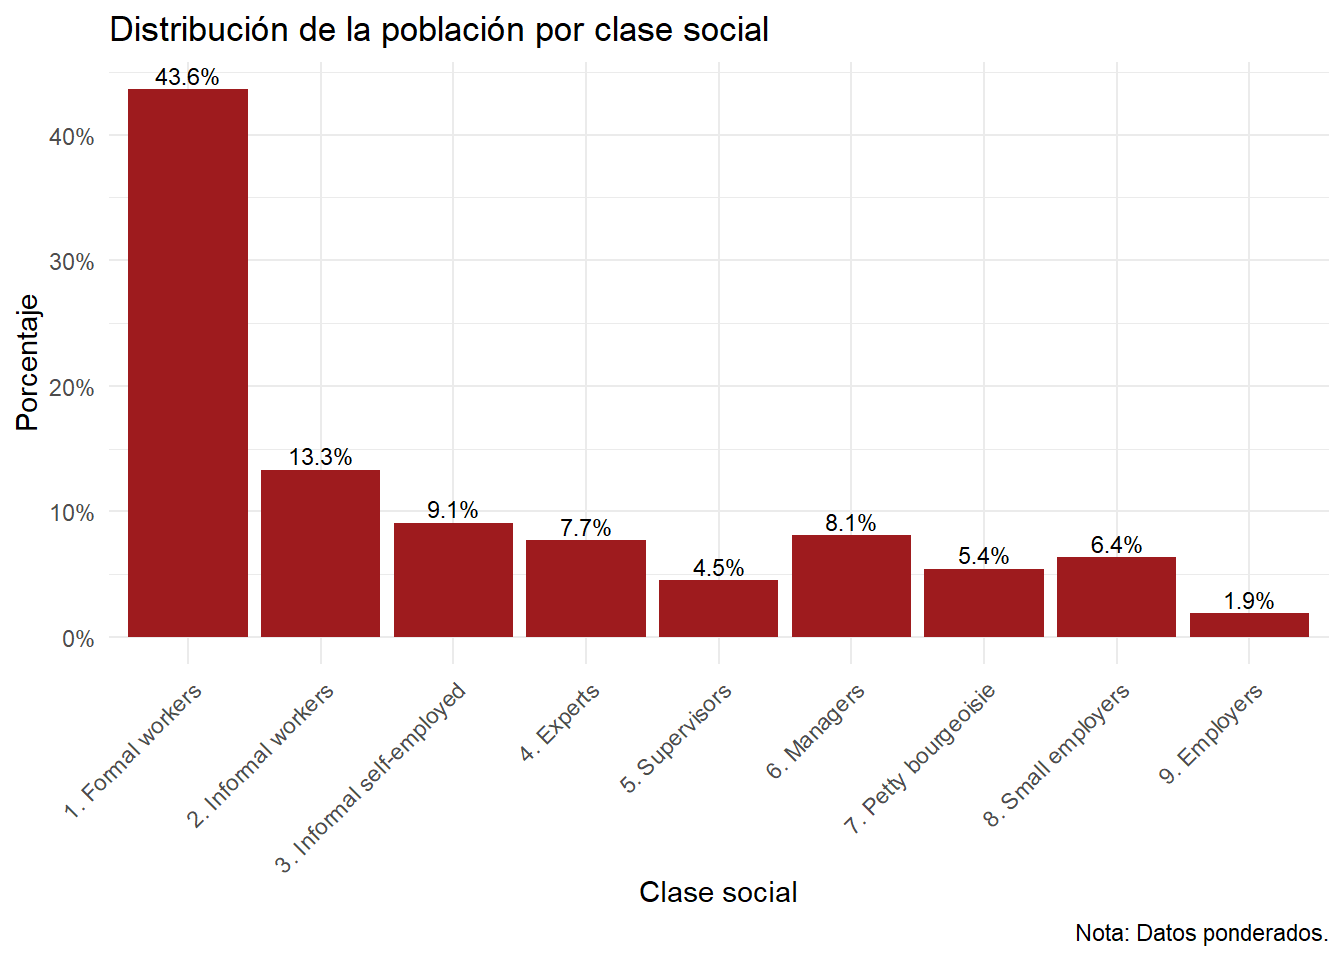 Distribución de la población por clase social
Porcentaje
40%
30%
20%
10%
0%
43.6%
13.3%
9.1%
7.7%
4.5%
8.1%
5.4%
6.4%
1.9%
1. Formal workers
2. Informal workers
3. Informal self-employed
4. Experts
5. Supervisors
6. Managers
7. Petty bourgeoisie
8. Small employers
9. Employers
Clase social
Nota: Datos ponderados.